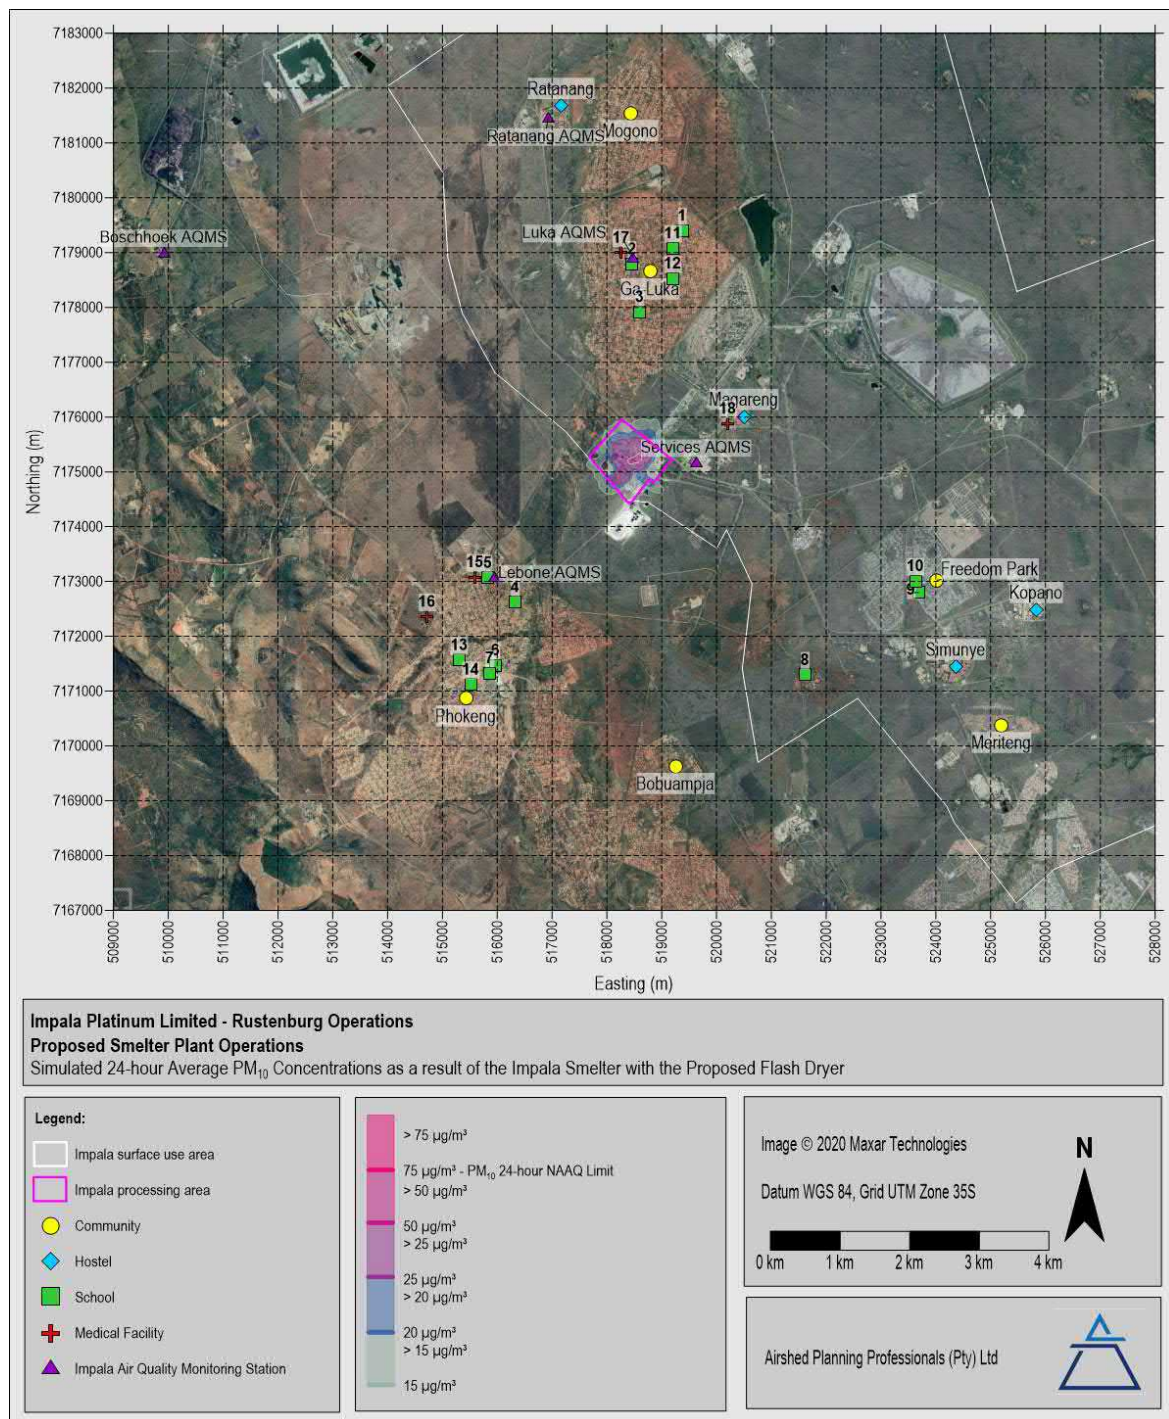 7183000
7182000
7181000
7180000
7179000
7178000
7177000
7176000
7175000
7174000
7173000
7172000
7171000
7170000
7169000
7168000
7167000
Northing (m)
Ratanang
Ratanang AQMS
Mogono
Boschhoek AQMS
Luka AQMS
1
17
11
2
12
Ga-Luka
3
Magareng
18
Services AQMS
155
Lebone AQMS
4
10
Freedom Park
9
Kopano
16
13
6
7
14
8
Simunye
Phokeng
Meriteng
Bobuampja
509000
510000
511000
512000
513000
514000
515000
516000
517000
518000
519000
520000
521000
522000
523000
524000
525000
526000
527000
528000
Easting (m)
Impala Platinum Limited - Rustenburg Operations
Proposed Smelter Plant Operations
Simulated 24-hour Average PM₁₀ Concentrations as a result of the Impala Smelter with the Proposed Flash Dryer
Legend:
Impala surface use area
Impala processing area
Community
Hostel
School
Medical Facility
Impala Air Quality Monitoring Station
> 75 µg/m³
75 µg/m³ - PM₁₀ 24-hour NAAQ Limit
> 50 µg/m³
50 µg/m³
> 25 µg/m³
25 µg/m³
> 20 µg/m³
20 µg/m³
> 15 µg/m³
15 µg/m³
Image © 2020 Maxar Technologies
Datum WGS 84, Grid UTM Zone 35S
N
0 km 1 km 2 km 3 km 4 km
Airshed Planning Professionals (Pty) Ltd